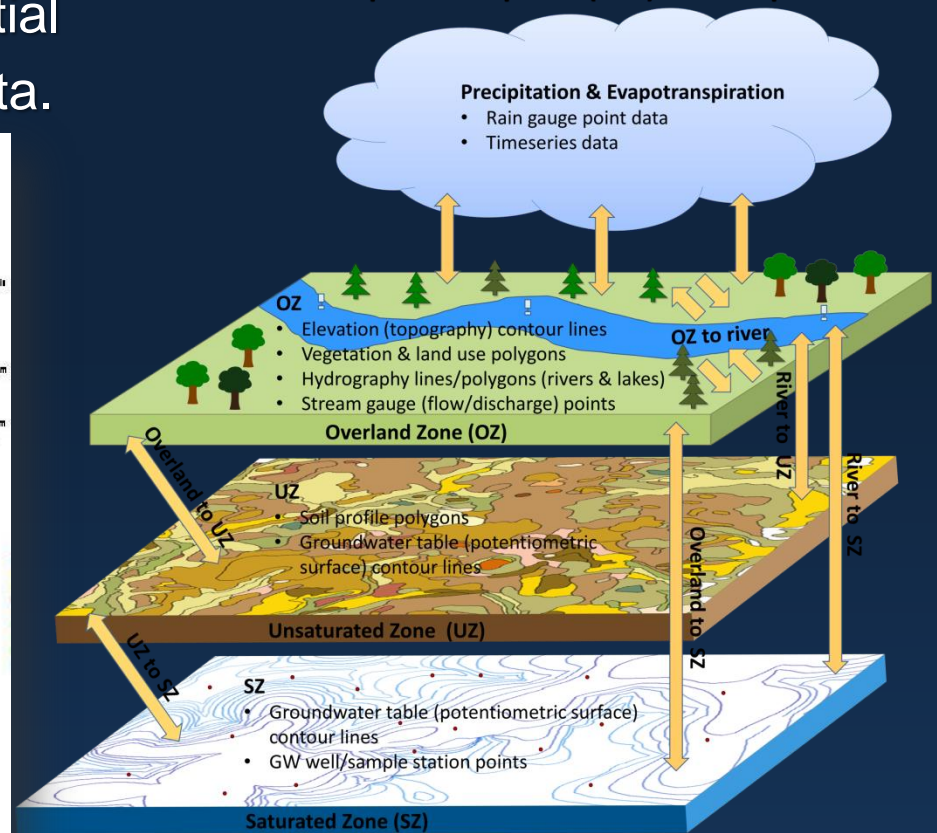 tial
ta.
Precipitation & Evapotranspiration
• Rain gauge point data
• Timeseries data
OZ
• Elevation (topography) contour lines
• Vegetation & land use polygons
• Hydrography lines/polygons (rivers & lakes)
• Stream gauge (flow/discharge) points
OZ to river
Overland Zone (OZ)
Overland to UZ
River to UZ
River to SZ
UZ
• Soil profile polygons
• Groundwater table (potentiometric
surface) contour lines
Unsaturated Zone (UZ)
Overland to SZ
UZ to SZ
SZ
• Groundwater table (potentiometric surface)
contour lines
• GW well/sample station points
Saturated Zone (SZ)